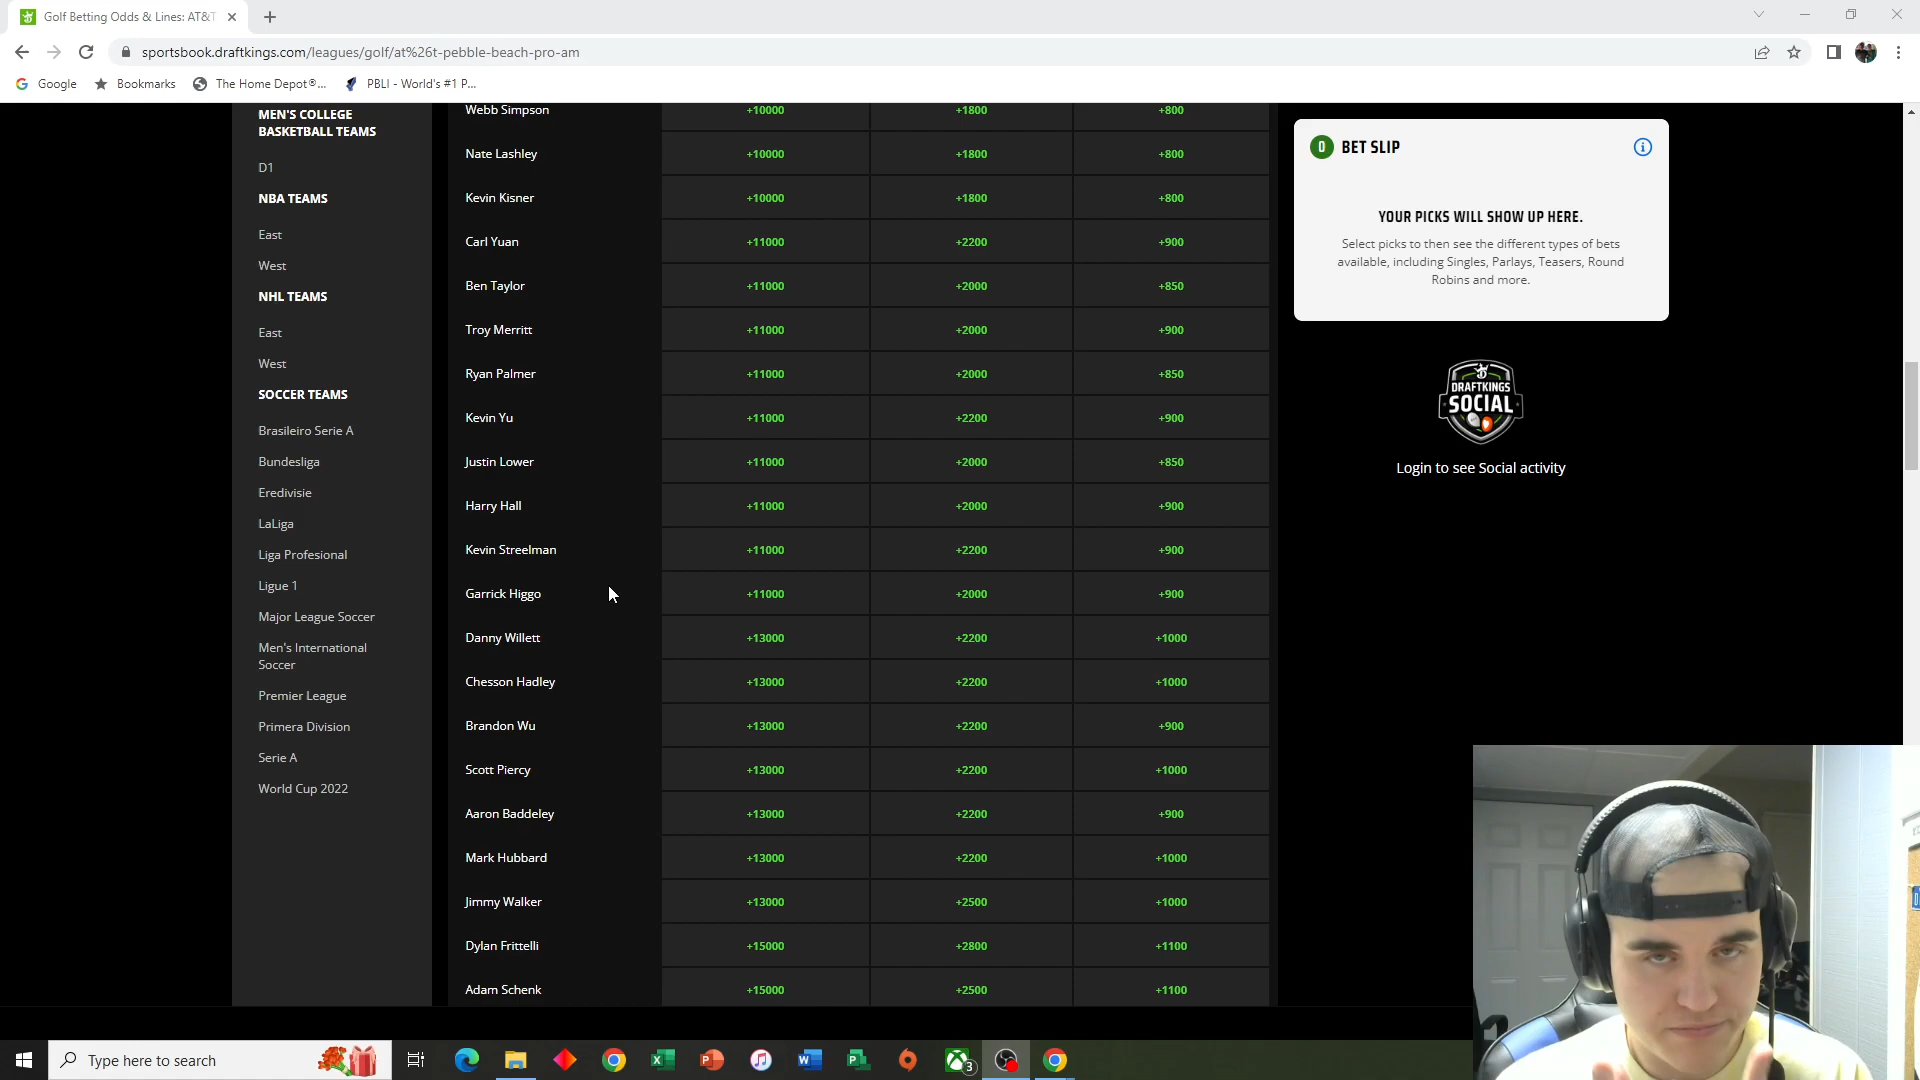 Golf Betting Odds & Lines: AT&T
sportsbook.draftkings.com/leagues/golf/at%26t-pebble-beach-pro-am
Google Bookmarks The Home Depot®... PBLI - World's #1 P...
MEN'S COLLEGE
BASKETBALL TEAMS
D1
NBA TEAMS
East
West
NHL TEAMS
East
West
SOCCER TEAMS
Brasileiro Serie A
Bundesliga
Eredivisie
LaLiga
Liga Profesional
Ligue 1
Major League Soccer
Men's International
Soccer
Premier League
Primera Division
Serie A
World Cup 2022
Webb Simpson +10000 +1800 +800
Nate Lashley +10000 +1800 +800
Kevin Kisner +10000 +1800 +800
Carl Yuan +11000 +2200 +900
Ben Taylor +11000 +2000 +850
Troy Merritt +11000 +2000 +900
Ryan Palmer +11000 +2000 +850
Kevin Yu +11000 +2200 +900
Justin Lower +11000 +2000 +850
Harry Hall +11000 +2000 +900
Kevin Streelman +11000 +2200 +900
Garrick Higgo +11000 +2000 +900
Danny Willett +13000 +2200 +1000
Chesson Hadley +13000 +2200 +1000
Brandon Wu +13000 +2200 +900
Scott Piercy +13000 +2200 +1000
Aaron Baddeley +13000 +2200 +900
Mark Hubbard +13000 +2200 +1000
Jimmy Walker +13000 +2500 +1000
Dylan Frittelli +15000 +2800 +1100
Adam Schenk +15000 +2500 +1100
0 BET SLIP
YOUR PICKS WILL SHOW UP HERE.
Select picks to then see the different types of bets
available, including Singles, Parlays, Teasers, Round
Robins and more.
DRAFTKINGS
SOCIAL
Login to see Social activity
Type here to search
3